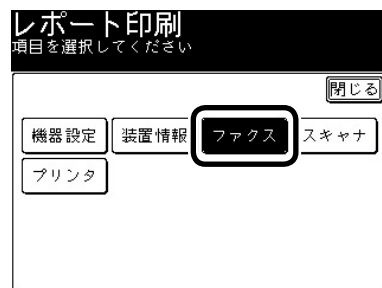 レポート印刷
項目を選択してください
閉じる
機器設定 装置情報 ファクス スキャナ
プリンタ